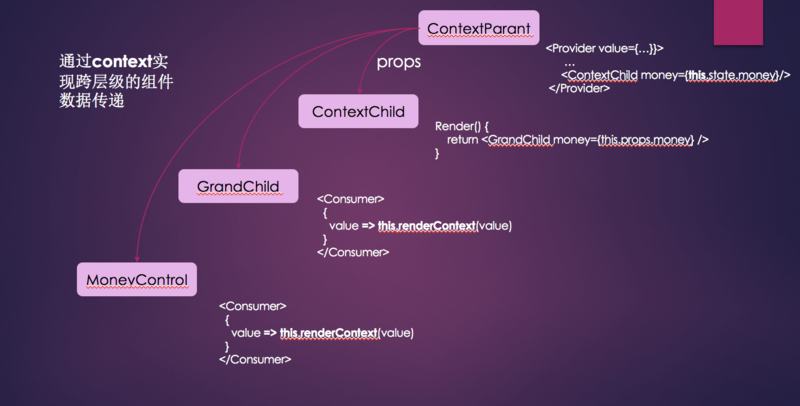 ContextParant
通过context实
现跨层级的组件
数据传递
props
<Provider value={...}}>
...
<ContextChild money={this.state.money}/>
</Provider>
ContextChild
Render() {
return <GrandChild money={this.props.money} />
}
GrandChild
<Consumer>
{
value => this.renderContext(value)
}
</Consumer>
MonevControl
<Consumer>
{
value => this.renderContext(value)
}
</Consumer>